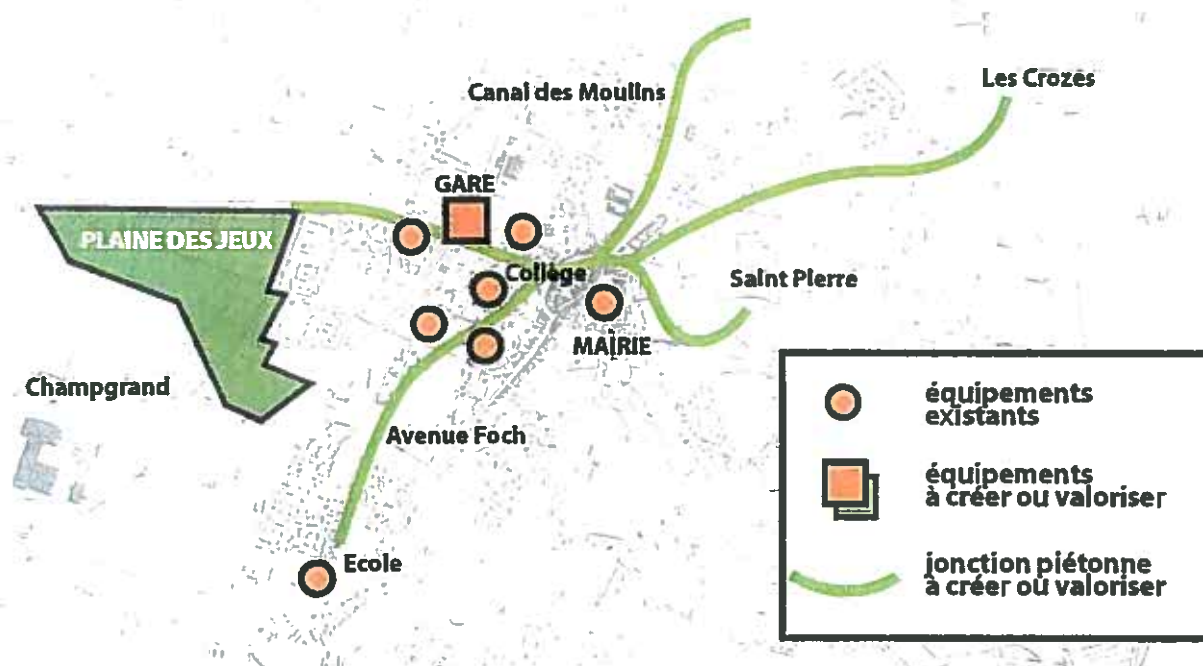 Canal des Moulins
Les Crozes
GARE
PLAINE DES JEUX
Collège
Saint Pierre
MAIRIE
Champgrand
Avenue Foch
Ecole
équipements
existants
équipements
à créer ou valoriser
jonction piétonne
à créer ou valoriser